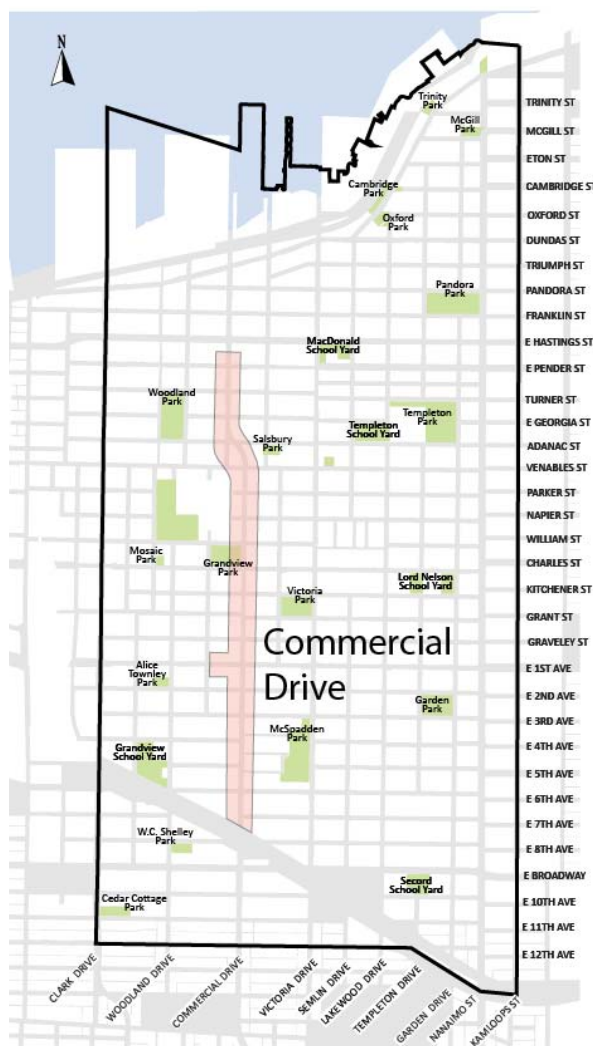 N
Trinity
Park
McGill
Park
Cambridge
Park
Oxford
Park
Pandora
Park
MacDonald
School Yard
Woodland
Park
Salsbury
Park
Templeton
School Yard
Templeton
Park
Mosaic
Park
Grandview
Park
Victoria
Park
Lord Nelson
School Yard
Commercial
Drive
Alice
Townley
Park
Garden
Park
McSpadden
Park
Grandview
School Yard
W.C. Shelley
Park
Cedar Cottage
Park
Secord
School Yard
TRINITY ST
MCGILL ST
ETON ST
CAMBRIDGE ST
OXFORD ST
DUNDAS ST
TRIUMPH ST
PANDORA ST
FRANKLIN ST
E HASTINGS ST
E PENDER ST
TURNER ST
E GEORGIA ST
ADANAC ST
VENABLES ST
PARKER ST
NAPIER ST
WILLIAM ST
CHARLES ST
KITCHENER ST
GRANT ST
GRAVELEY ST
E 1ST AVE
E 2ND AVE
E 3RD AVE
E 4TH AVE
E 5TH AVE
E 6TH AVE
E 7TH AVE
E 8TH AVE
E BROADWAY
E 10TH AVE
E 11TH AVE
E 12TH AVE
CLARK DRIVE
WOODLAND DRIVE
COMMERCIAL DRIVE
VICTORIA DRIVE
SEMLIN DRIVE
LAKEWOOD DRIVE
TEMPLETON DRIVE
GARDEN DRIVE
NANAIMO ST
KAMLOOPS ST